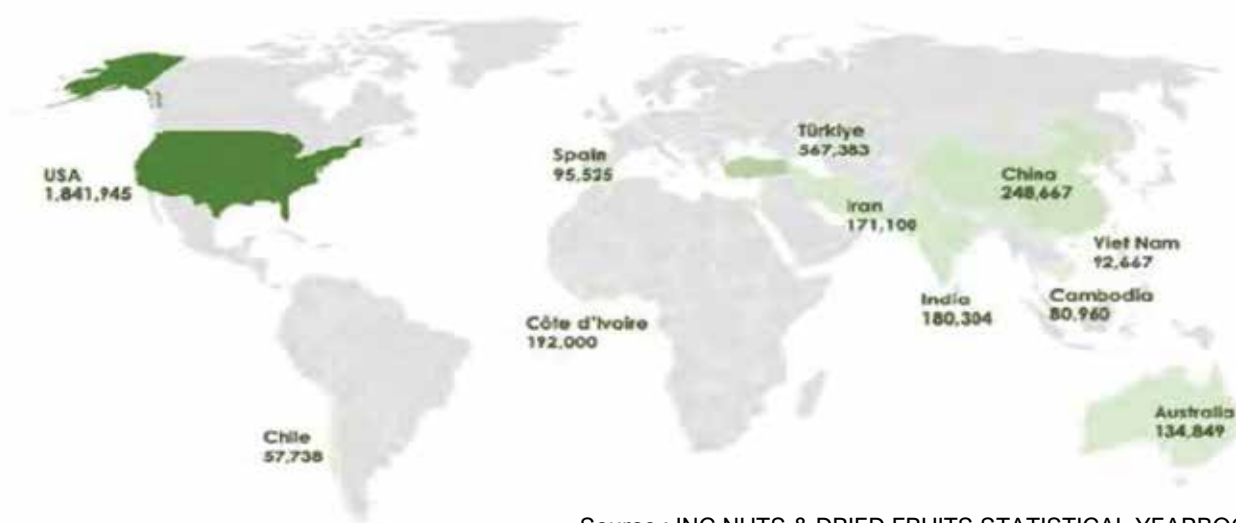 USA
1,841,945
Spain
95,525
Türkiye
567,383
China
248,667
Iran
171,100
Viet Nam
92,667
India
180,304
Cambodia
80,960
Côte d'Ivoire
192,000
Australia
134,849
Chile
57,738
Source : INC NUTS & DRIED FRUITS STATISTICAL